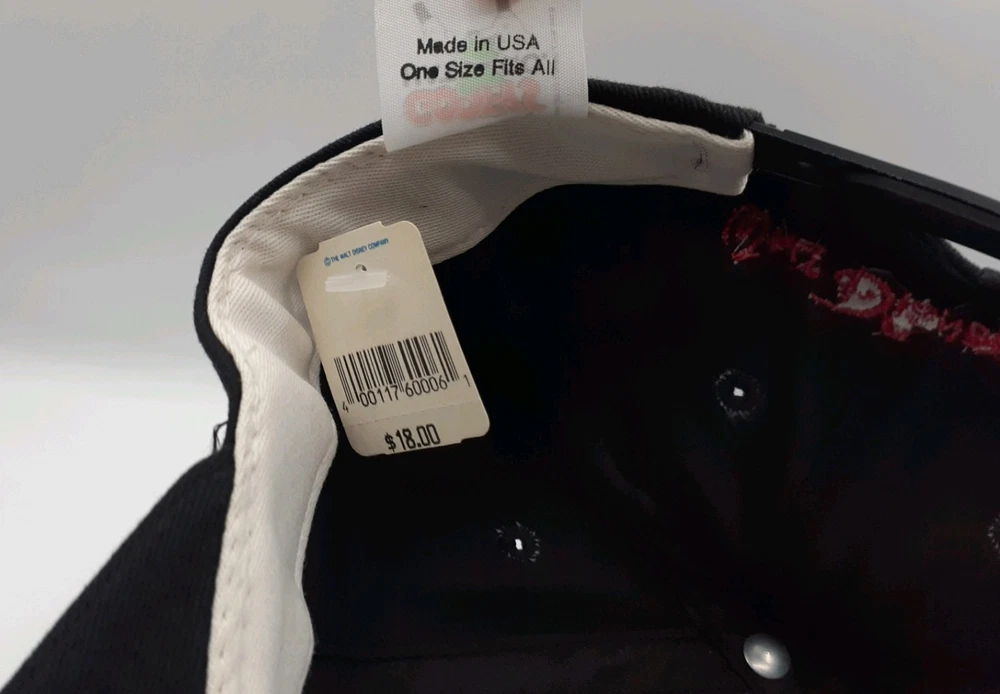 Made in USA
One Size Fits All
©THE WALT DISNEY COMPANY
4 00117 60006 1
$18.00